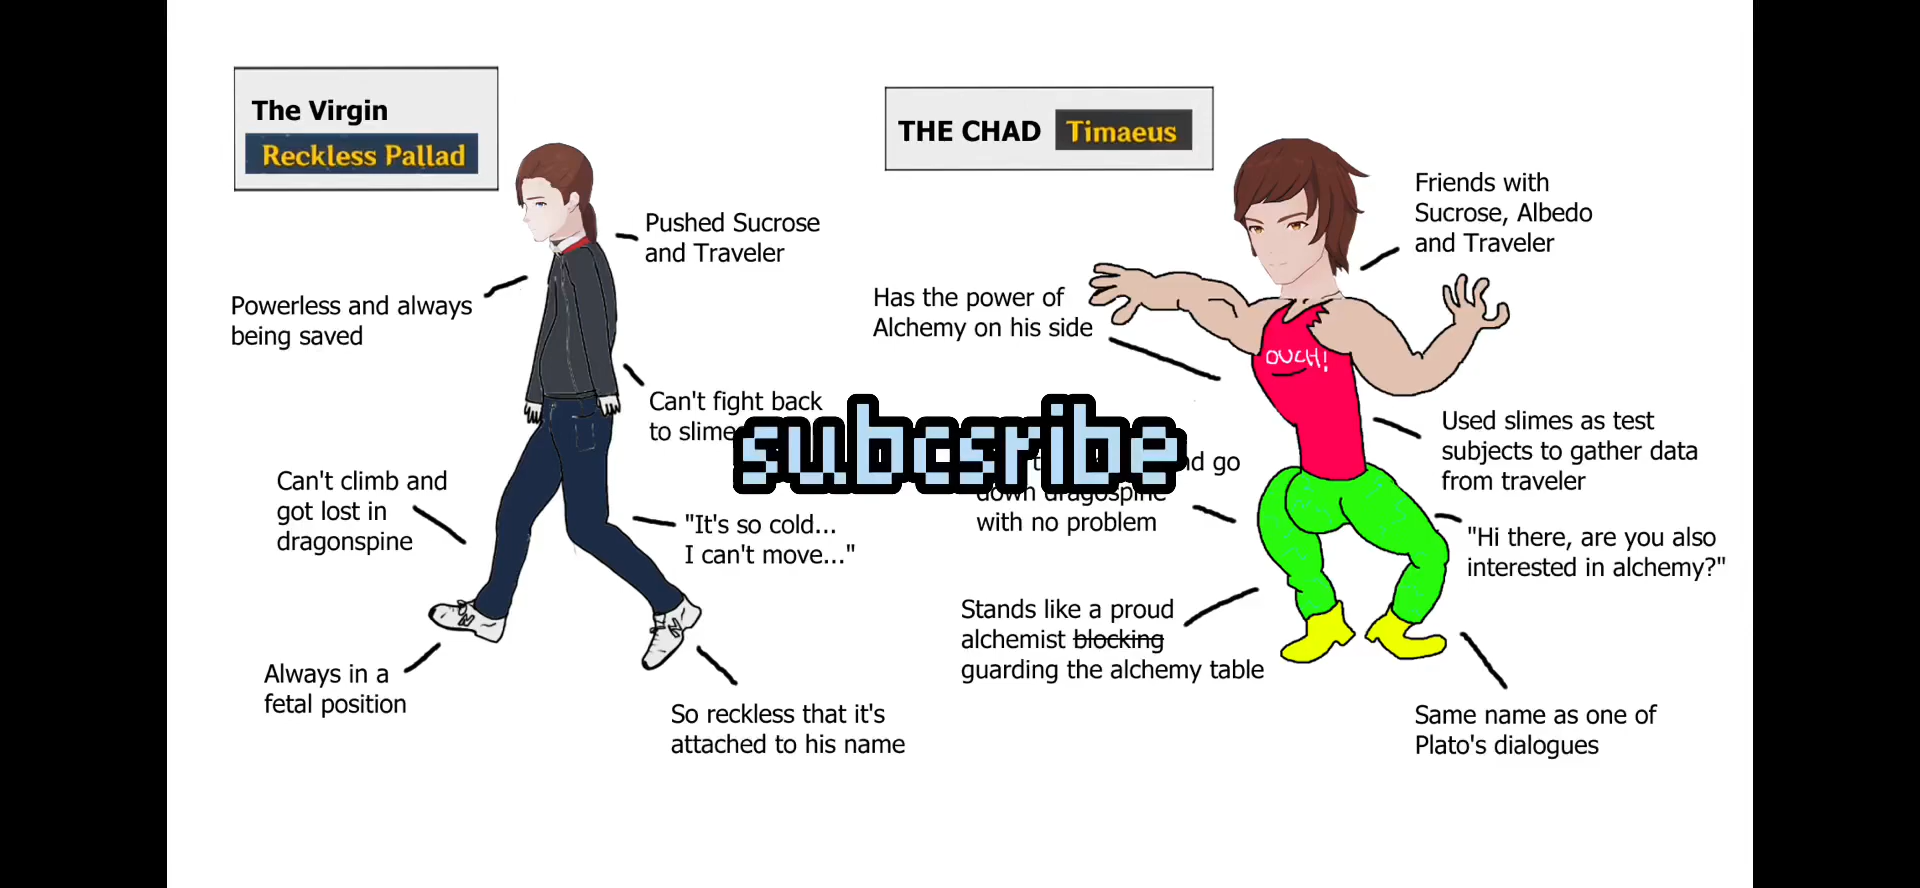 The Virgin
Reckless Pallad
Pushed Sucrose
and Traveler
Powerless and always
being saved
Can't fight back
to slime
Can't climb and
got lost in
dragonspine
"It's so cold...
I can't move..."
Always in a
fetal position
So reckless that it's
attached to his name
THE CHAD Timaeus
Friends with
Sucrose, Albedo
and Traveler
Has the power of
Alchemy on his side
OUCH!
Used slimes as test
subjects to gather data
from traveler
go
down dragospine
with no problem
"Hi there, are you also
interested in alchemy?"
Stands like a proud
alchemist blocking
guarding the alchemy table
Same name as one of
Plato's dialogues
subcsribe